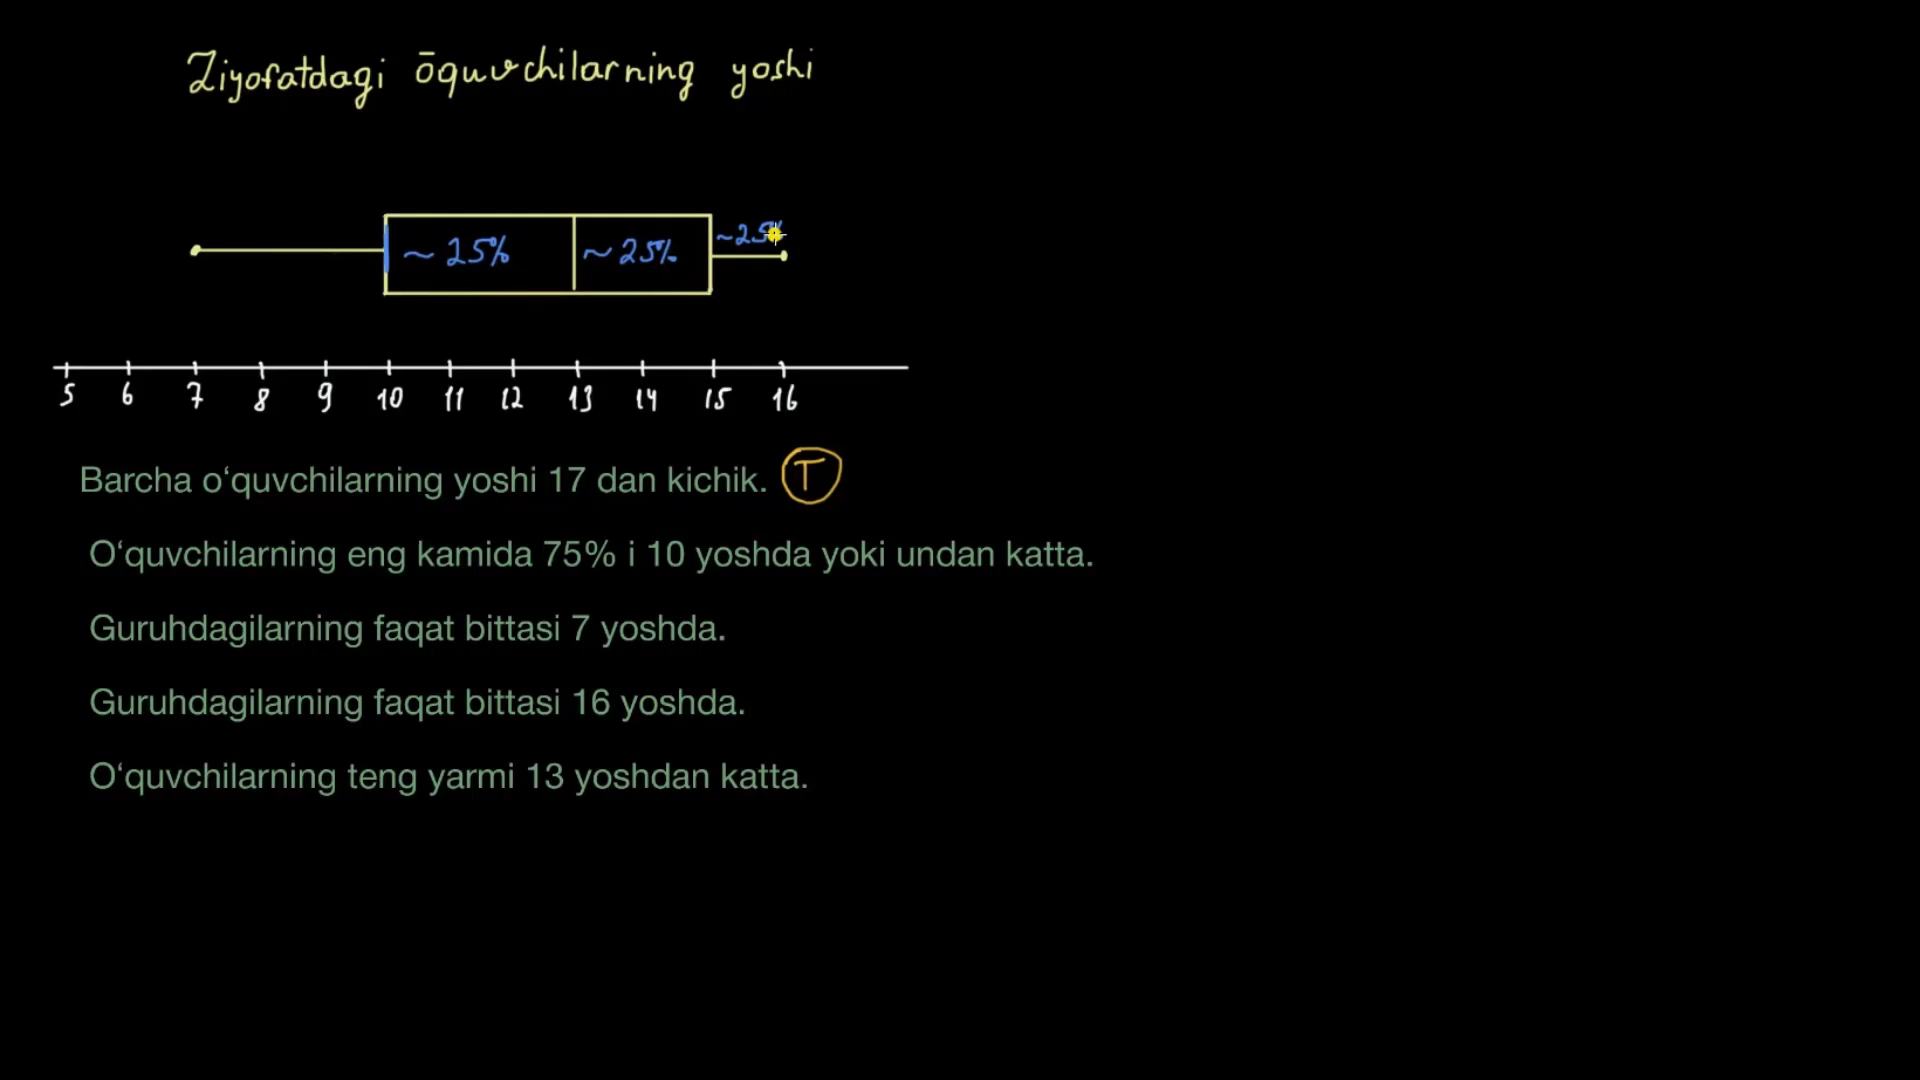 Ziyofatdagi ōquvchilarning yoshi
~25% ~25% ~25%
5 6 7 8 9 10 11 12 13 14 15 16
Barcha o‘quvchilarning yoshi 17 dan kichik. T
O‘quvchilarning eng kamida 75% i 10 yoshda yoki undan katta.
Guruhdagilarning faqat bittasi 7 yoshda.
Guruhdagilarning faqat bittasi 16 yoshda.
O‘quvchilarning teng yarmi 13 yoshdan katta.